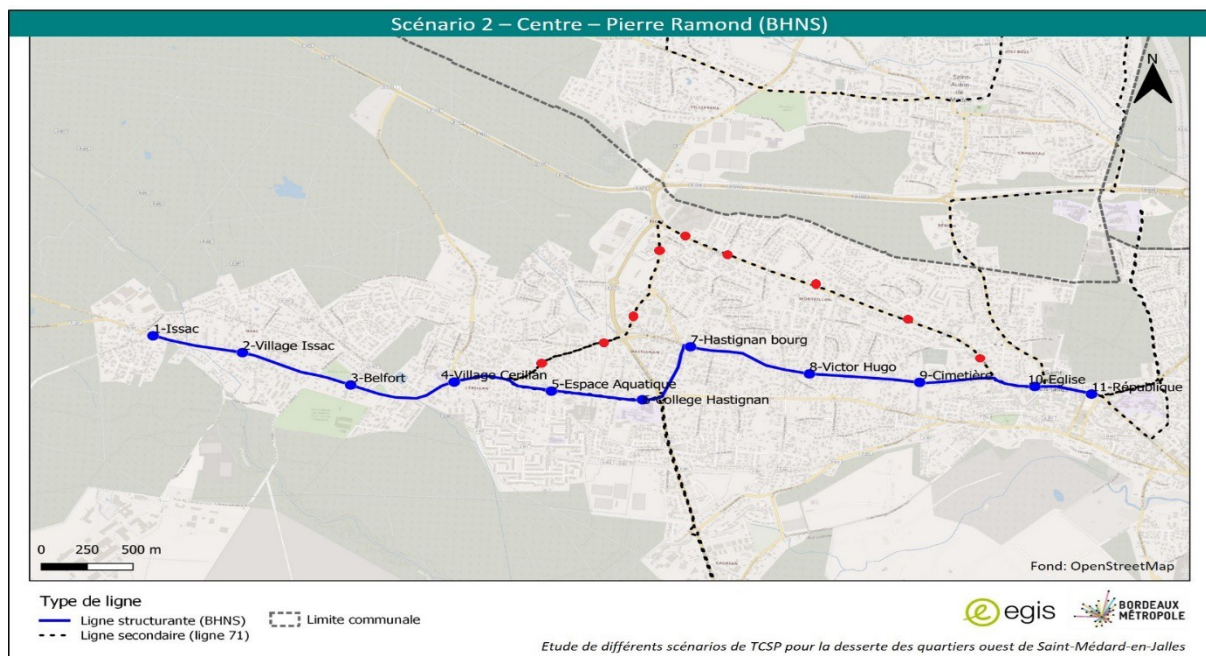 Scénario 2 – Centre – Pierre Ramond (BHNS)
N
1-Issac
2-Village Issac
3-Belfort
4-Village Cerillan
5-Espace Aquatique
6-College Hastignan
7-Hastignan bourg
8-Victor Hugo
9-Cimetière
10-Eglise
11-République
0 250 500 m
Fond: OpenStreetMap
Type de ligne
Ligne structurante (BHNS)
Ligne secondaire (ligne 71)
Limite communale
egis
BORDEAUX
MÉTROPOLE
Etude de différents scénarios de TCSP pour la desserte des quartiers ouest de Saint-Médard-en-Jalles